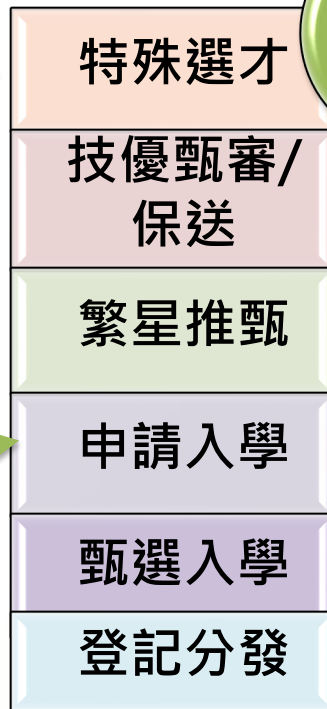 特殊選才
技優甄審/
保送
繁星推甄
申請入學
甄選入學
登記分發